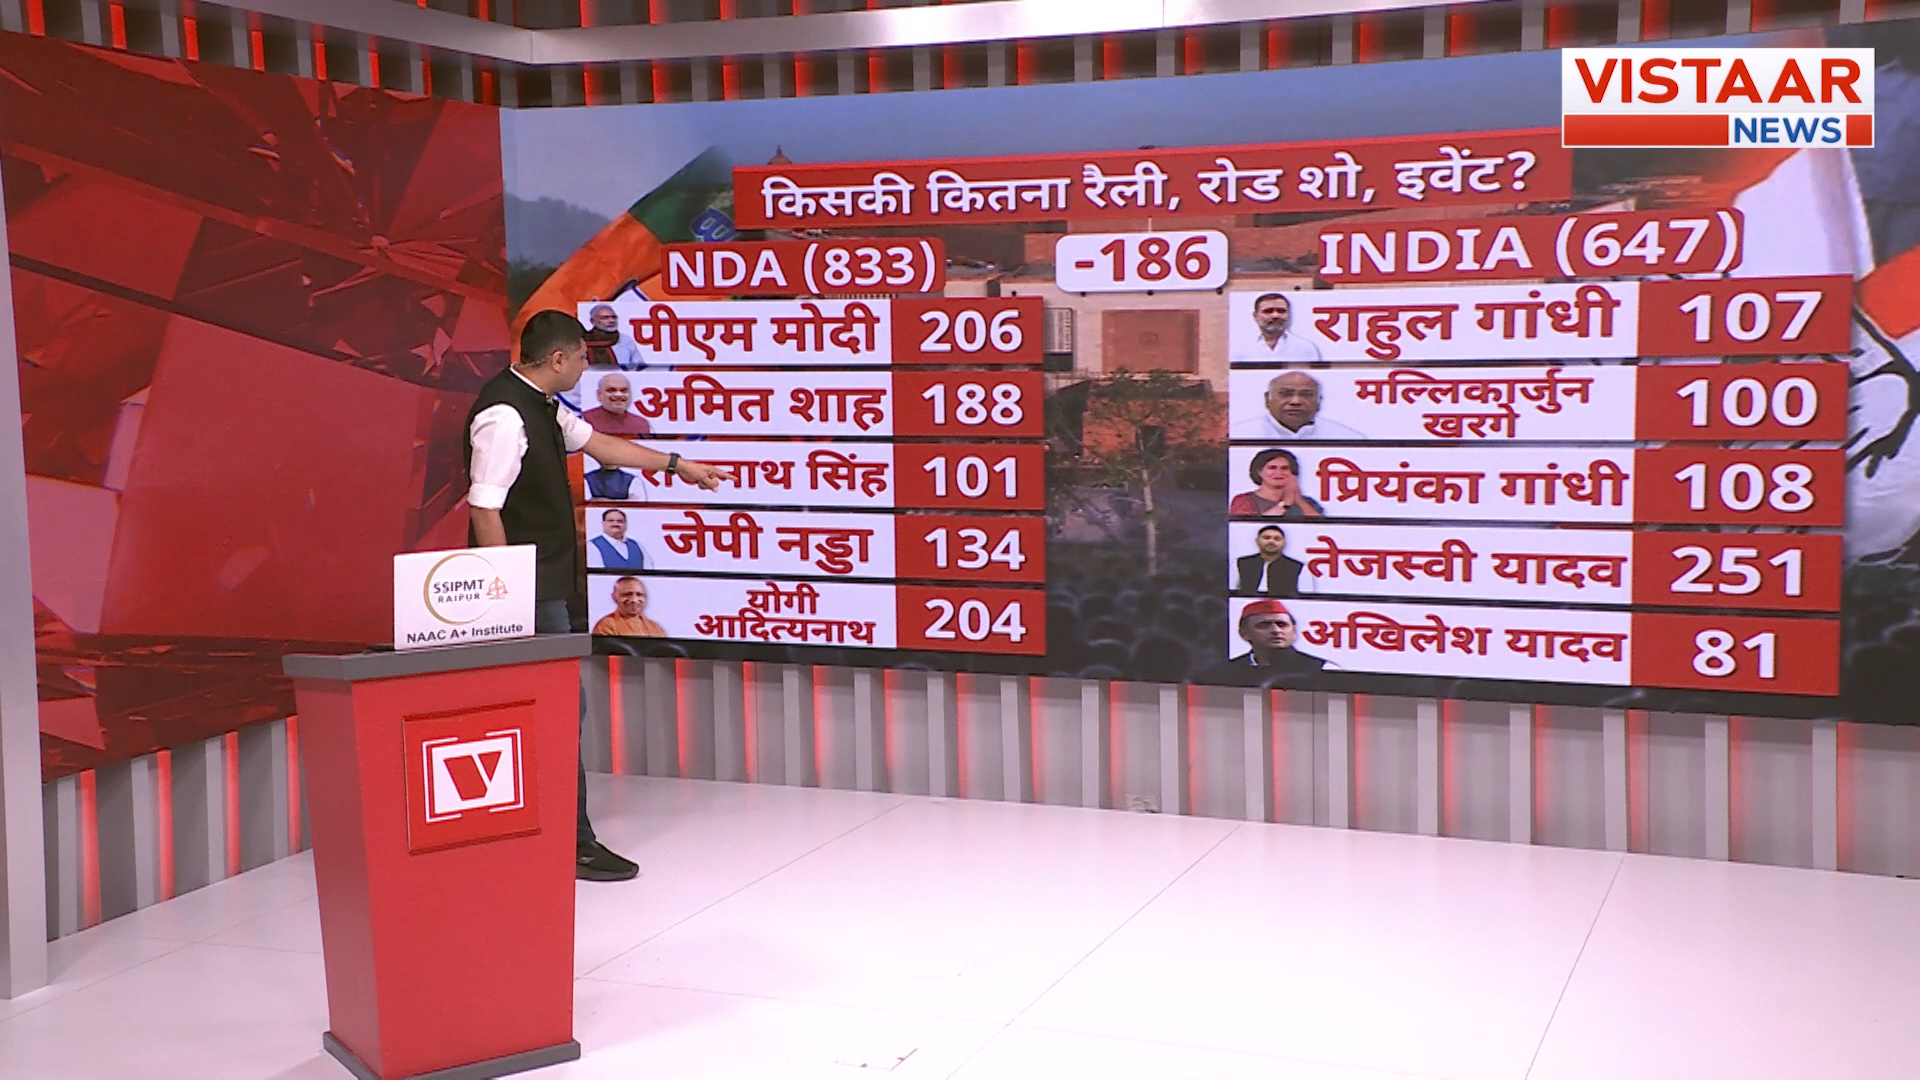 VISTAAR
NEWS
किसकी कितना रैली, रोड शो, इवेंट?
NDA (833)
-186
INDIA (647)
पीएम मोदी 206
अमित शाह 188
नाथ सिंह 101
जेपी नड्डा 134
योगी
आदित्यनाथ 204
राहुल गांधी 107
मल्लिकार्जुन
खरगे 100
प्रियंका गांधी 108
तेजस्वी यादव 251
अखिलेश यादव 81
SSIPMT
RAIPUR
NAAC A+ Institute
V